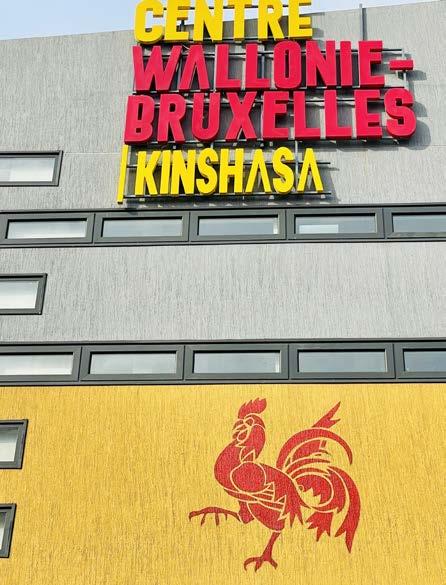 CENTRE
WALLONIE-
BRUXELLES
KINSHASA